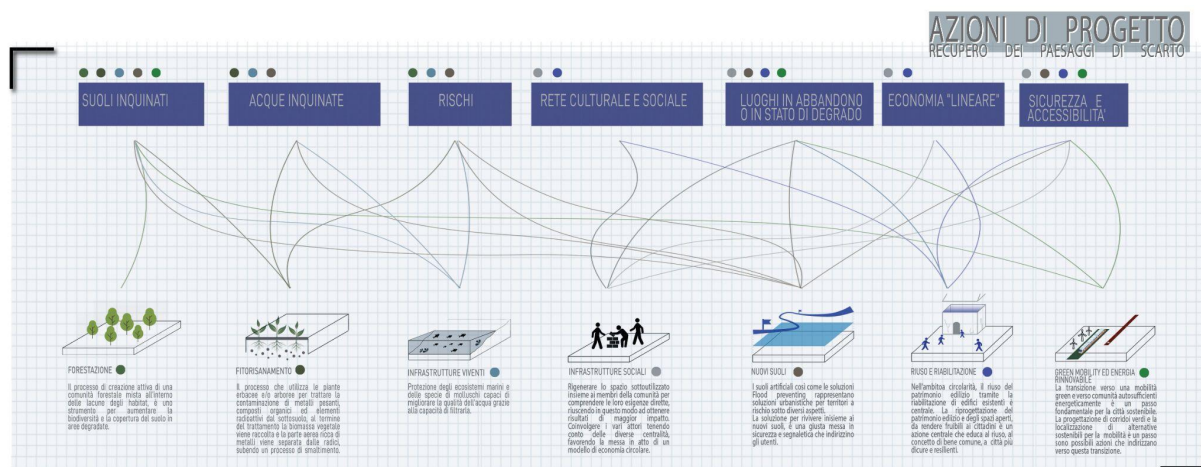 AZIONI DI PROGETTO
RECUPERO DEI PAESAGGI DI SCARTO
SUOLI INQUINATI
ACQUE INQUINATE
RISCHI
RETE CULTURALE E SOCIALE
LUOGHI IN ABBANDONO
O IN STATO DI DEGRADO
ECONOMIA "LINEARE"
SICUREZZA E
ACCESSIBILITA'
FORESTAZIONE
Il processo di creazione attiva di una
comunità forestale mista all'interno
delle lacune degli habitat, è uno
strumento per aumentare la
biodiversità e la copertura del suolo in
aree degradate.
FITORISANAMENTO
Il processo che utilizza le piante
erbacee e/o arboree per trattare la
contaminazione di metalli pesanti,
composti organici ed elementi
radioattivi dal sottosuolo, al termine
del trattamento la biomassa vegetale
viene raccolta e la parte aerea ricca di
metalli viene separata dalle radici,
subendo un processo di smaltimento.
INFRASTRUTTURE VIVENTI
Protezione degli ecosistemi marini e
delle specie di molluschi capaci di
migliorare la qualità dell'acqua grazie
alla capacità di filtrarla.
INFRASTRUTTURE SOCIALI
Rigenerare lo spazio sottoutilizzato
insieme ai membri della comunità per
comprendere le loro esigenze dirette,
riuscendo in questo modo ad ottenere
risultati di maggior impatto.
Coinvolgere i vari attori tenendo
conto delle diverse centralità,
favorendo la messa in atto di un
modello di economia circolare.
NUOVI SUOLI
I suoli artificiali così come le soluzioni
Flood preventing rappresentano
soluzioni urbanistiche per territori a
rischio sotto diversi aspetti.
La soluzione per rivivere insieme ai
nuovi suoli, è una giusta messa in
sicurezza e segnaletica che indirizzino
gli utenti.
RIUSO E RIABILITAZIONE
Nell'ambitoa circolarità, il riuso del
patrimonio edilizio tramite la
riabilitazione di edifici esistenti è
centrale. La riprogettazione del
patrimonio edilizio e degli spazi aperti,
da rendere fruibili ai cittadini è un
azione centrale che educa al riuso, al
concetto di bene comune, a città più
dicure e resilienti.
GREEN MOBILITY ED ENERGIA
RINNOVABILE
La transizione verso una mobilità
green e verso comunità autosufficienti
energeticamente è un passo
fondamentale per la città sostenibile.
La progettazione di corridoi verdi e la
localizzazione di alternative
sostenibili per la mobilità è un passo
sono possibili azioni che indirizzano
verso questa transizione.